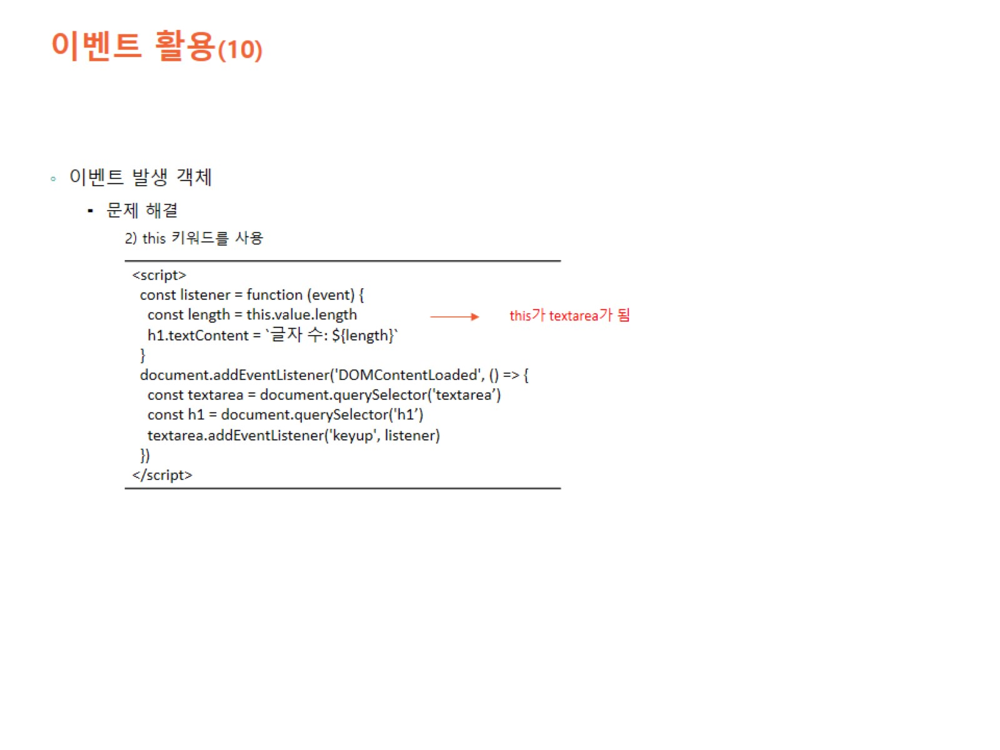 이벤트 활용(10)
◦ 이벤트 발생 객체
▪ 문제 해결
2) this 키워드를 사용
<script>
const listener = function (event) {
const length = this.value.length
this가 textarea가 됨
h1.textContent = `글자 수: ${length}`
}
document.addEventListener('DOMContentLoaded', () => {
const textarea = document.querySelector('textarea’)
const h1 = document.querySelector('h1’)
textarea.addEventListener('keyup', listener)
})
</script>